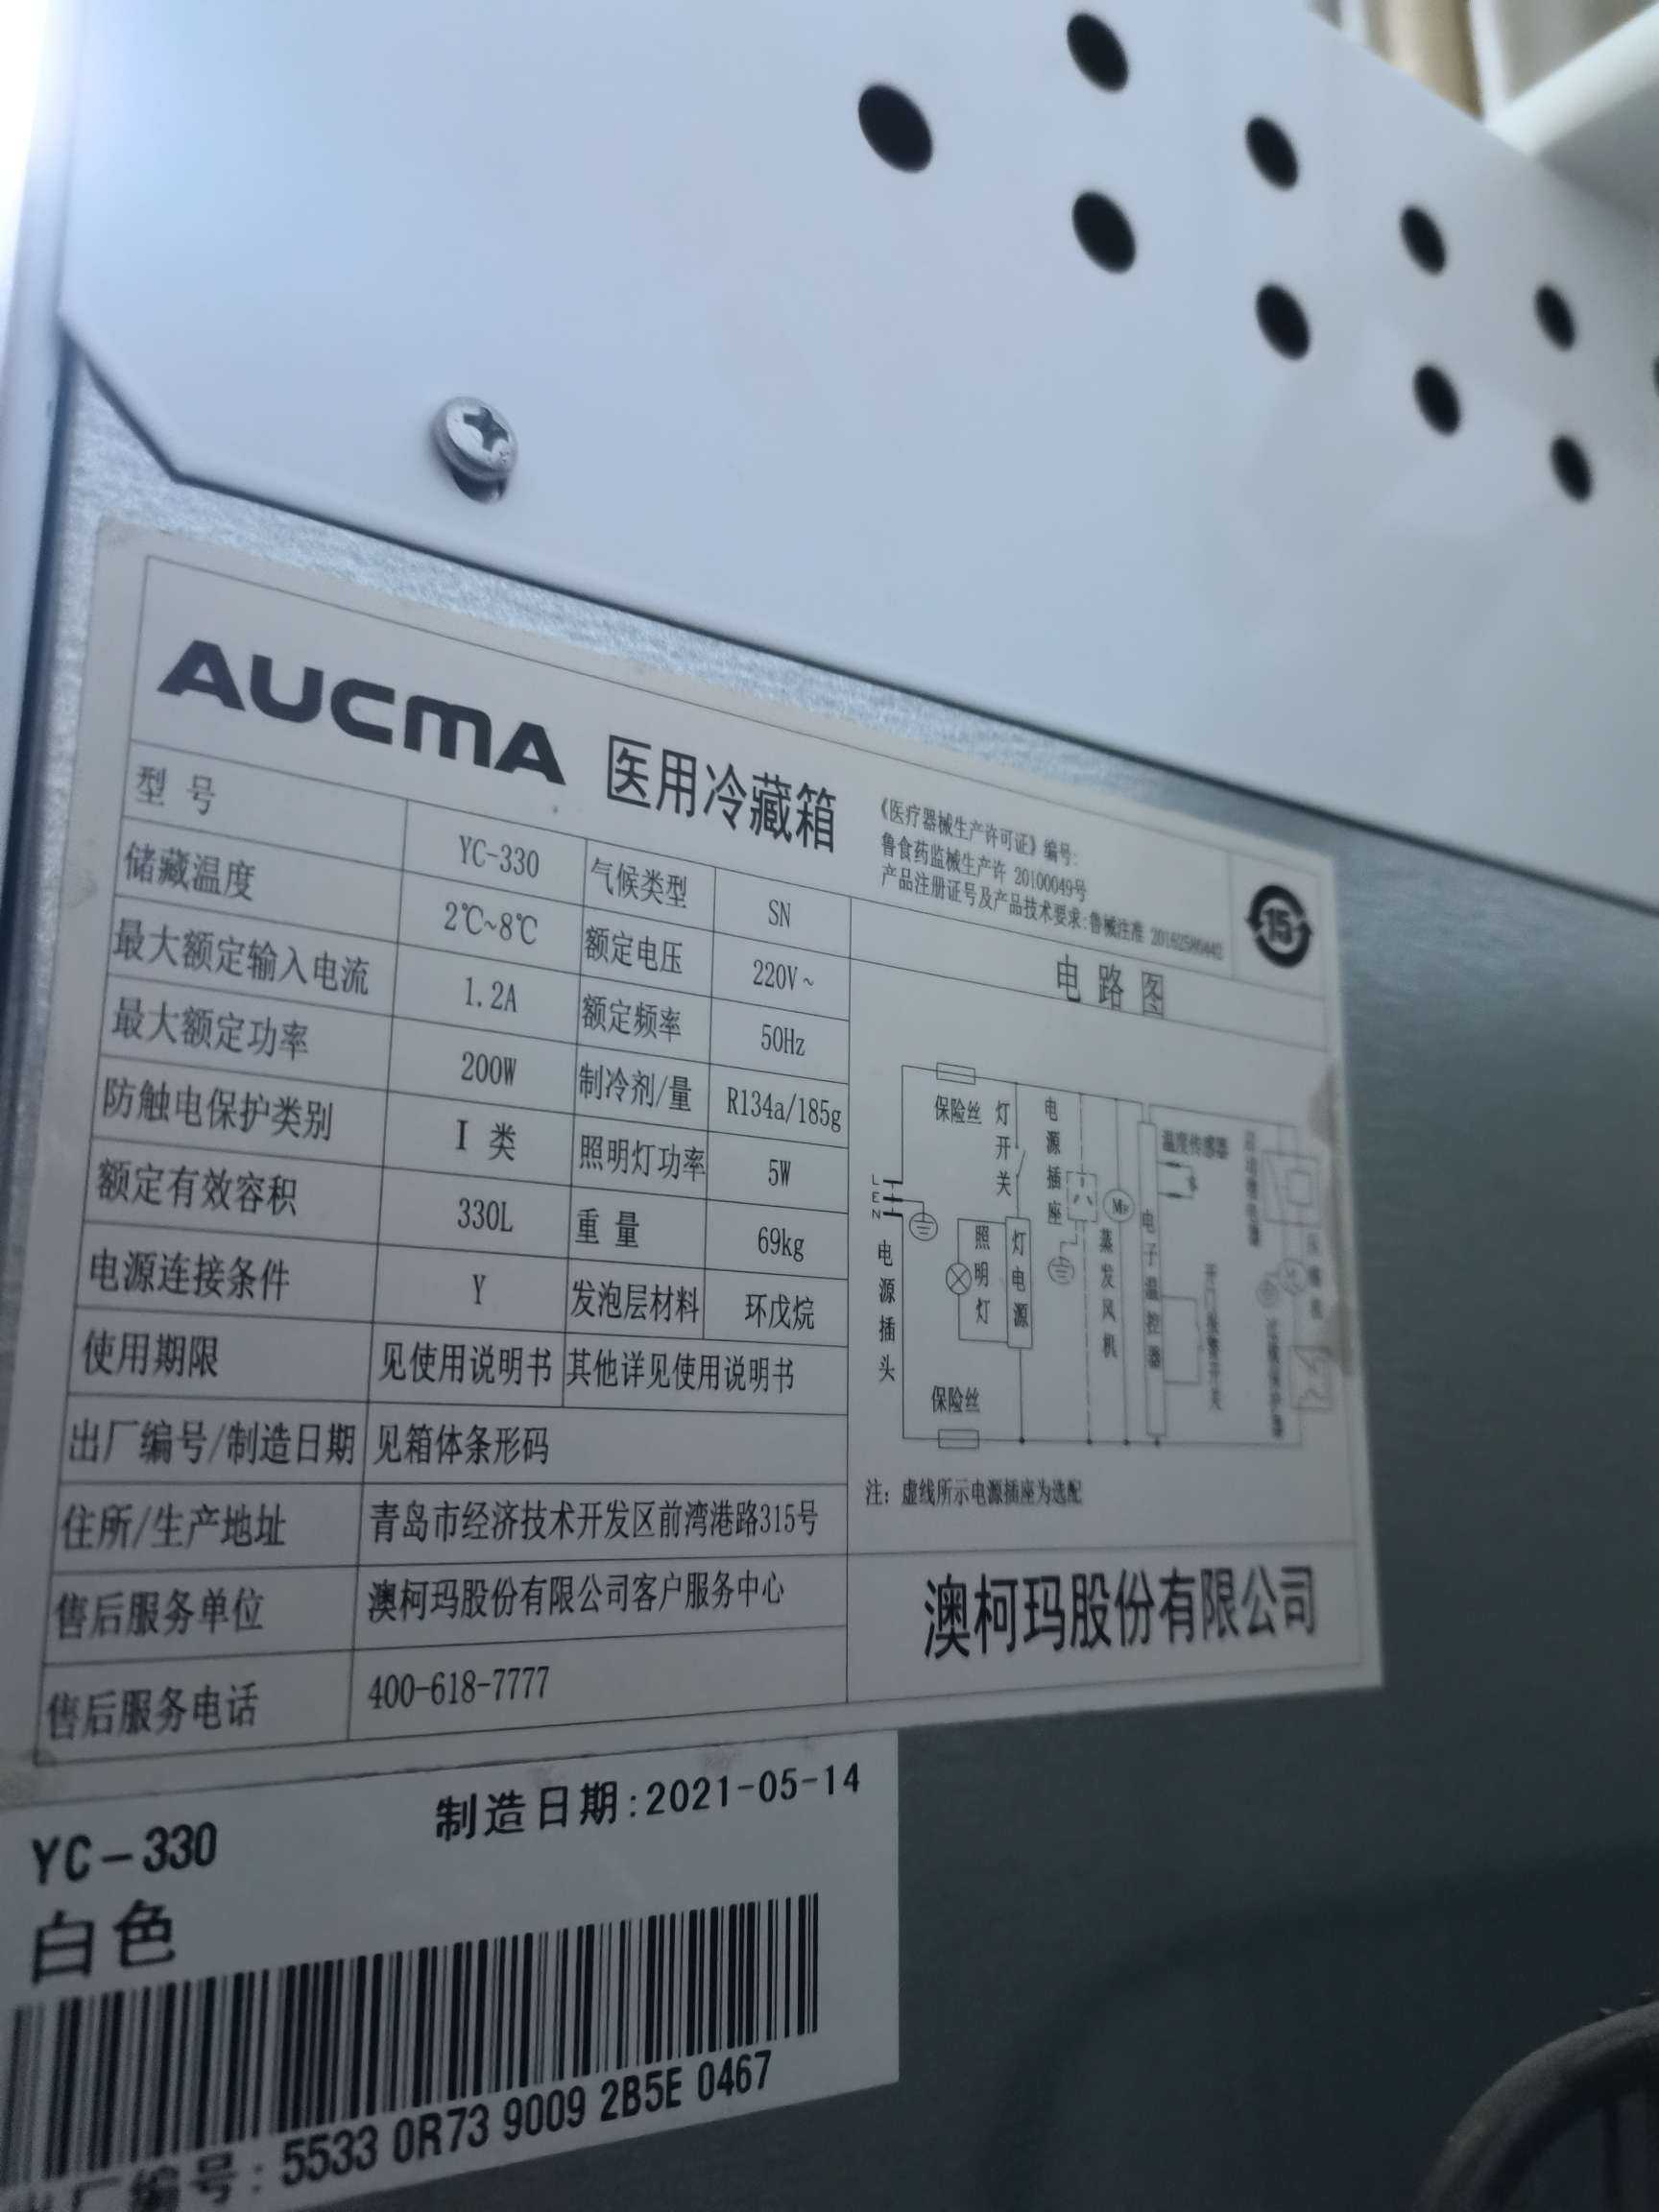 AUCMA 医用冷藏箱
《医疗器械生产许可证》编号:
鲁食药监械生产许 20100049号
产品注册证号及产品技术要求:鲁械注准
15
型 号 YC-330 气候类型 SN
储藏温度 2℃~8℃ 额定电压 220V~
最大额定输入电流 1.2A 额定频率 50Hz
最大额定功率 200W 制冷剂/量 R134a/185g
防触电保护类别 I 类 照明灯功率 5W
额定有效容积 330L 重 量 69kg
电源连接条件 Y 发泡层材料 环戊烷
使用期限 见使用说明书 其他详见使用说明书
出厂编号/制造日期 见箱体条形码
住所/生产地址 青岛市经济技术开发区前湾港路315号
售后服务单位 澳柯玛股份有限公司客户服务中心
售后服务电话 400-618-7777
电路图
保险丝
灯开关
电源插座
温度传感器
L
E
N
电源插头
照明灯
灯电源
蒸发风机
电子温控器
开门报警开关
保险丝
注: 虚线所示电源插座为选配
澳柯玛股份有限公司
YC-330 制造日期:2021-05-14
白色
出厂编号: 5533 0R73 9009 2B5E 0467